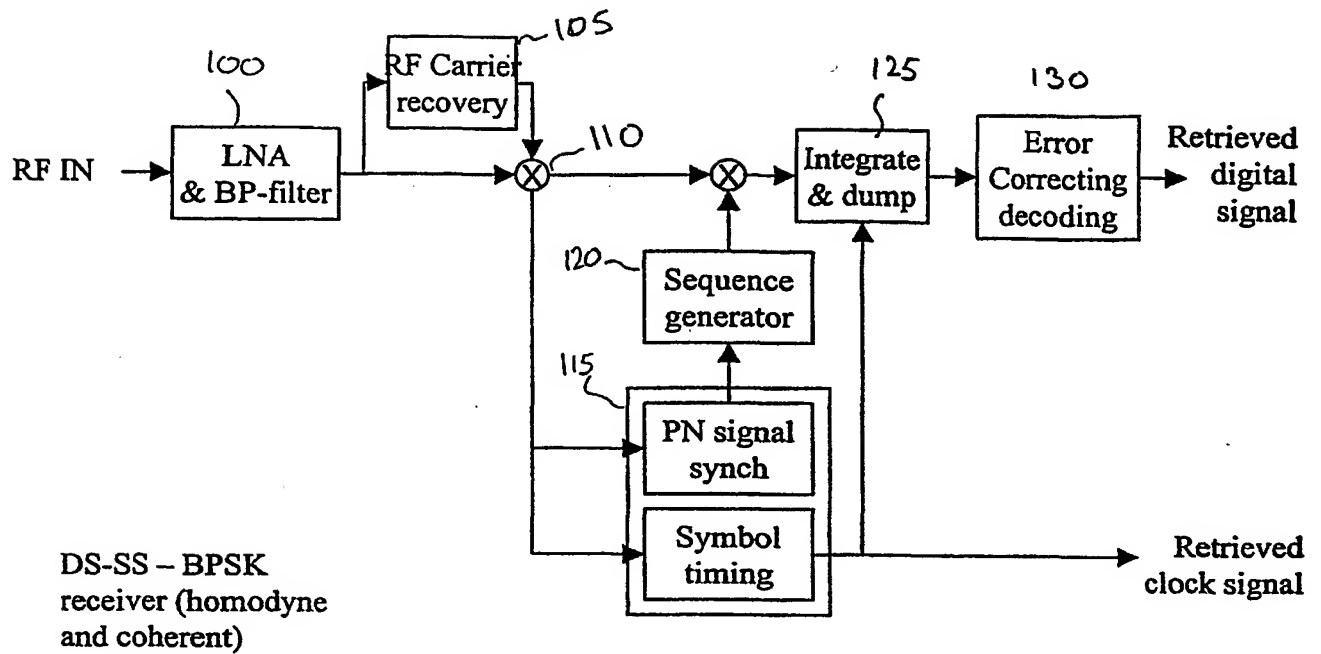 105
100
RF Carrier
recovery
125
130
110
RF IN
LNA
& BP-filter
Integrate
& dump
Error
Correcting
decoding
Retrieved
digital
signal
120
Sequence
generator
115
PN signal
synch
Symbol
timing
Retrieved
clock signal
DS-SS – BPSK
receiver (homodyne
and coherent)